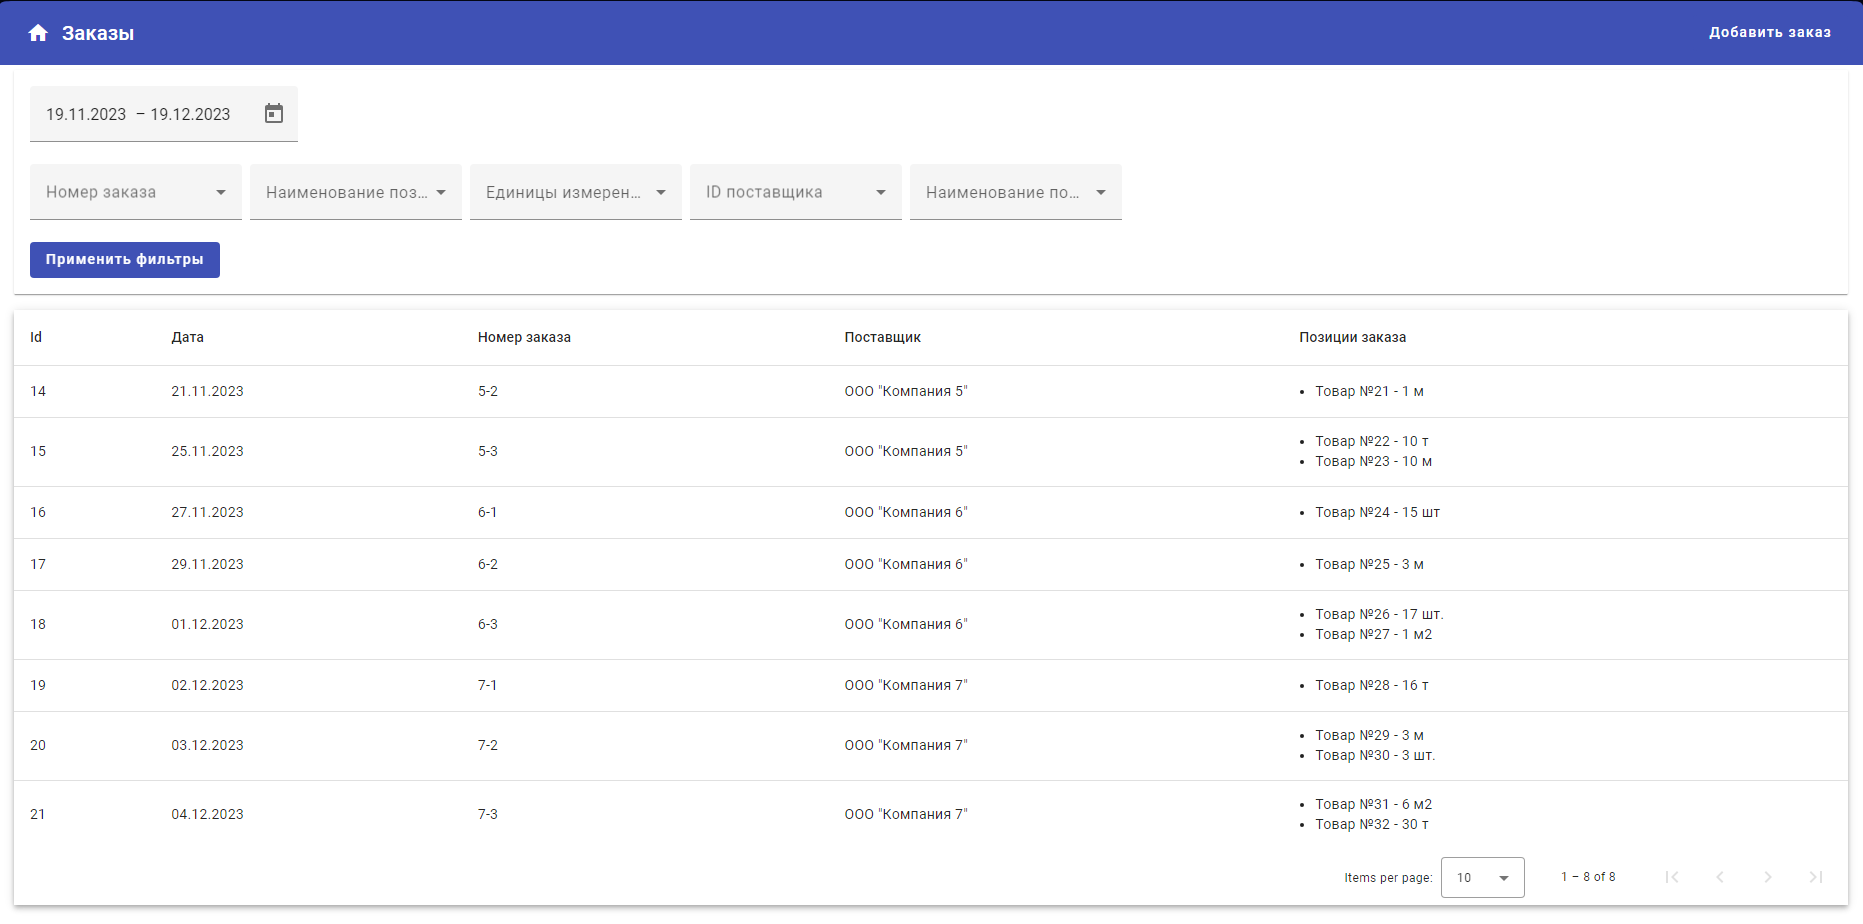 Заказы
Добавить заказ
19.11.2023 – 19.12.2023
Номер заказа Наименование поз… Единицы измерен… ID поставщика Наименование по…
Применить фильтры
Id Дата Номер заказа Поставщик Позиции заказа
14 21.11.2023 5-2 ООО "Компания 5" • Товар №21 - 1 м
15 25.11.2023 5-3 ООО "Компания 5" • Товар №22 - 10 т
• Товар №23 - 10 м
16 27.11.2023 6-1 ООО "Компания 6" • Товар №24 - 15 шт
17 29.11.2023 6-2 ООО "Компания 6" • Товар №25 - 3 м
18 01.12.2023 6-3 ООО "Компания 6" • Товар №26 - 17 шт.
• Товар №27 - 1 м2
19 02.12.2023 7-1 ООО "Компания 7" • Товар №28 - 16 т
20 03.12.2023 7-2 ООО "Компания 7" • Товар №29 - 3 м
• Товар №30 - 3 шт.
21 04.12.2023 7-3 ООО "Компания 7" • Товар №31 - 6 м2
• Товар №32 - 30 т
Items per page: 10 1 – 8 of 8